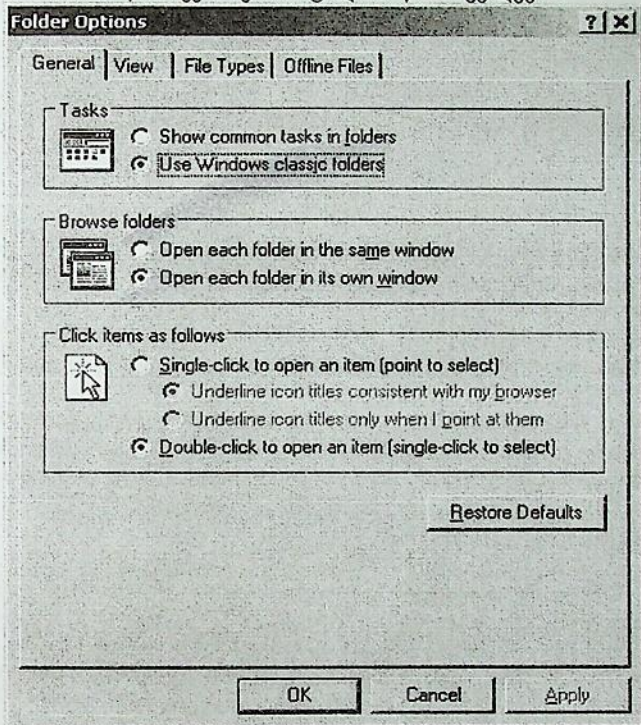 Folder Options
General View File Types Offline Files
Tasks
Show common tasks in folders
Use Windows classic folders
Browse folders
Open each folder in the same window
Open each folder in its own window
Click items as follows
Single-click to open an item (point to select)
Underline icon titles consistent with my browser
Underline icon titles only when I point at them
Double-click to open an item (single-click to select)
Restore Defaults
OK Cancel Apply